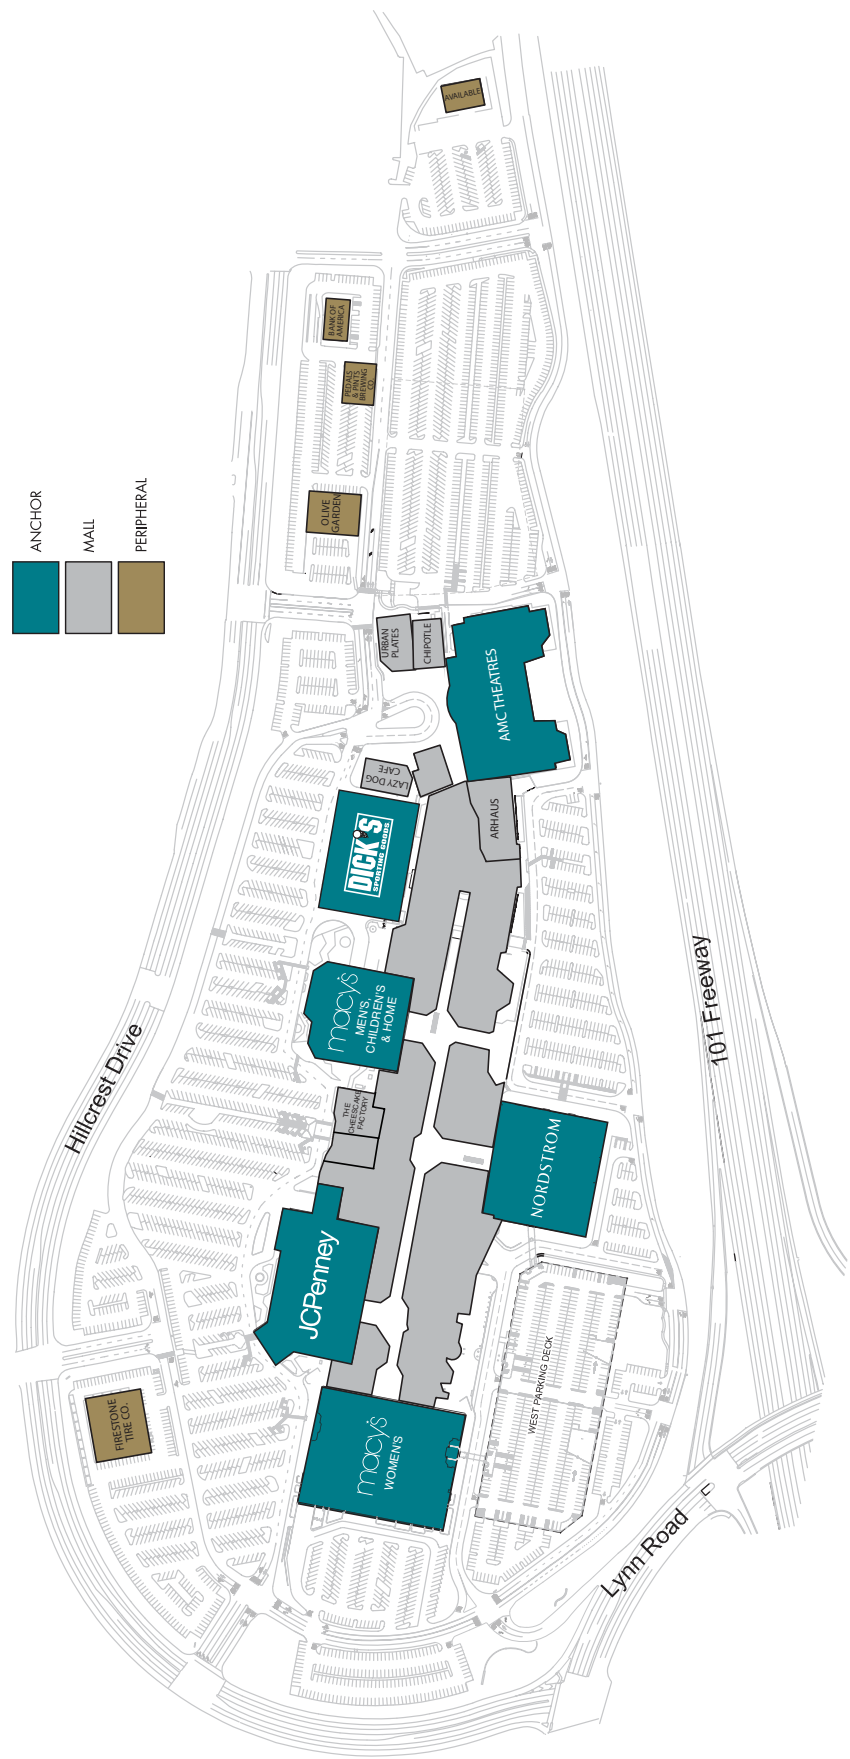 AVAILABLE
BANK OF
AMERICA
PEDALS
& PINTS
BREWING
CO
OLIVE
GARDEN
ANCHOR
MALL
PERIPHERAL
URBAN
PLATES
CHIPOTLE
AMC THEATRES
LAZY DOG
CAFE
ARHAUS
DICK'S
SPORTING GOODS
macy's
MEN'S,
CHILDREN'S
& HOME
101 Freeway
Hillcrest Drive
THE
CHEESECAKE
FACTORY
NORDSTROM
JCPenney
WEST PARKING DECK
FIRESTONE
TIRE CO.
macy's
WOMEN'S
Lynn Road